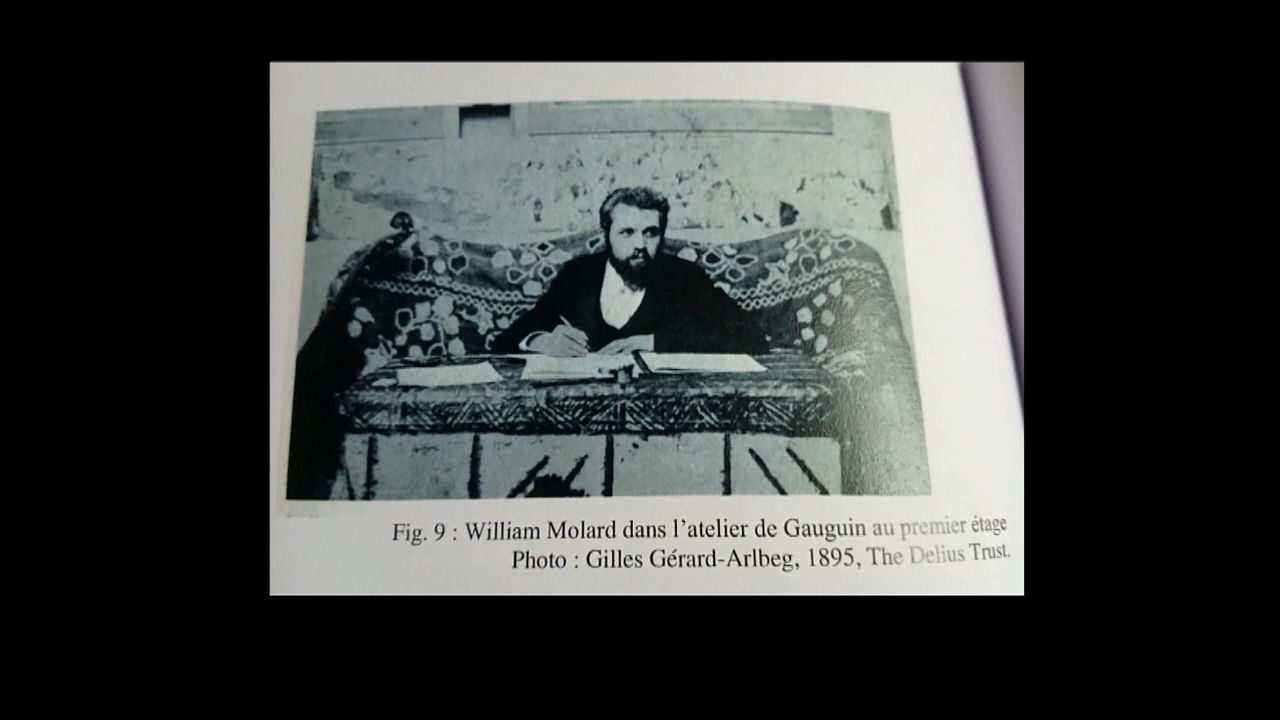 Fig. 9 : William Molard dans l'atelier de Gauguin au premier étage
Photo : Gilles Gérard-Arlbeg, 1895, The Delius Trust.